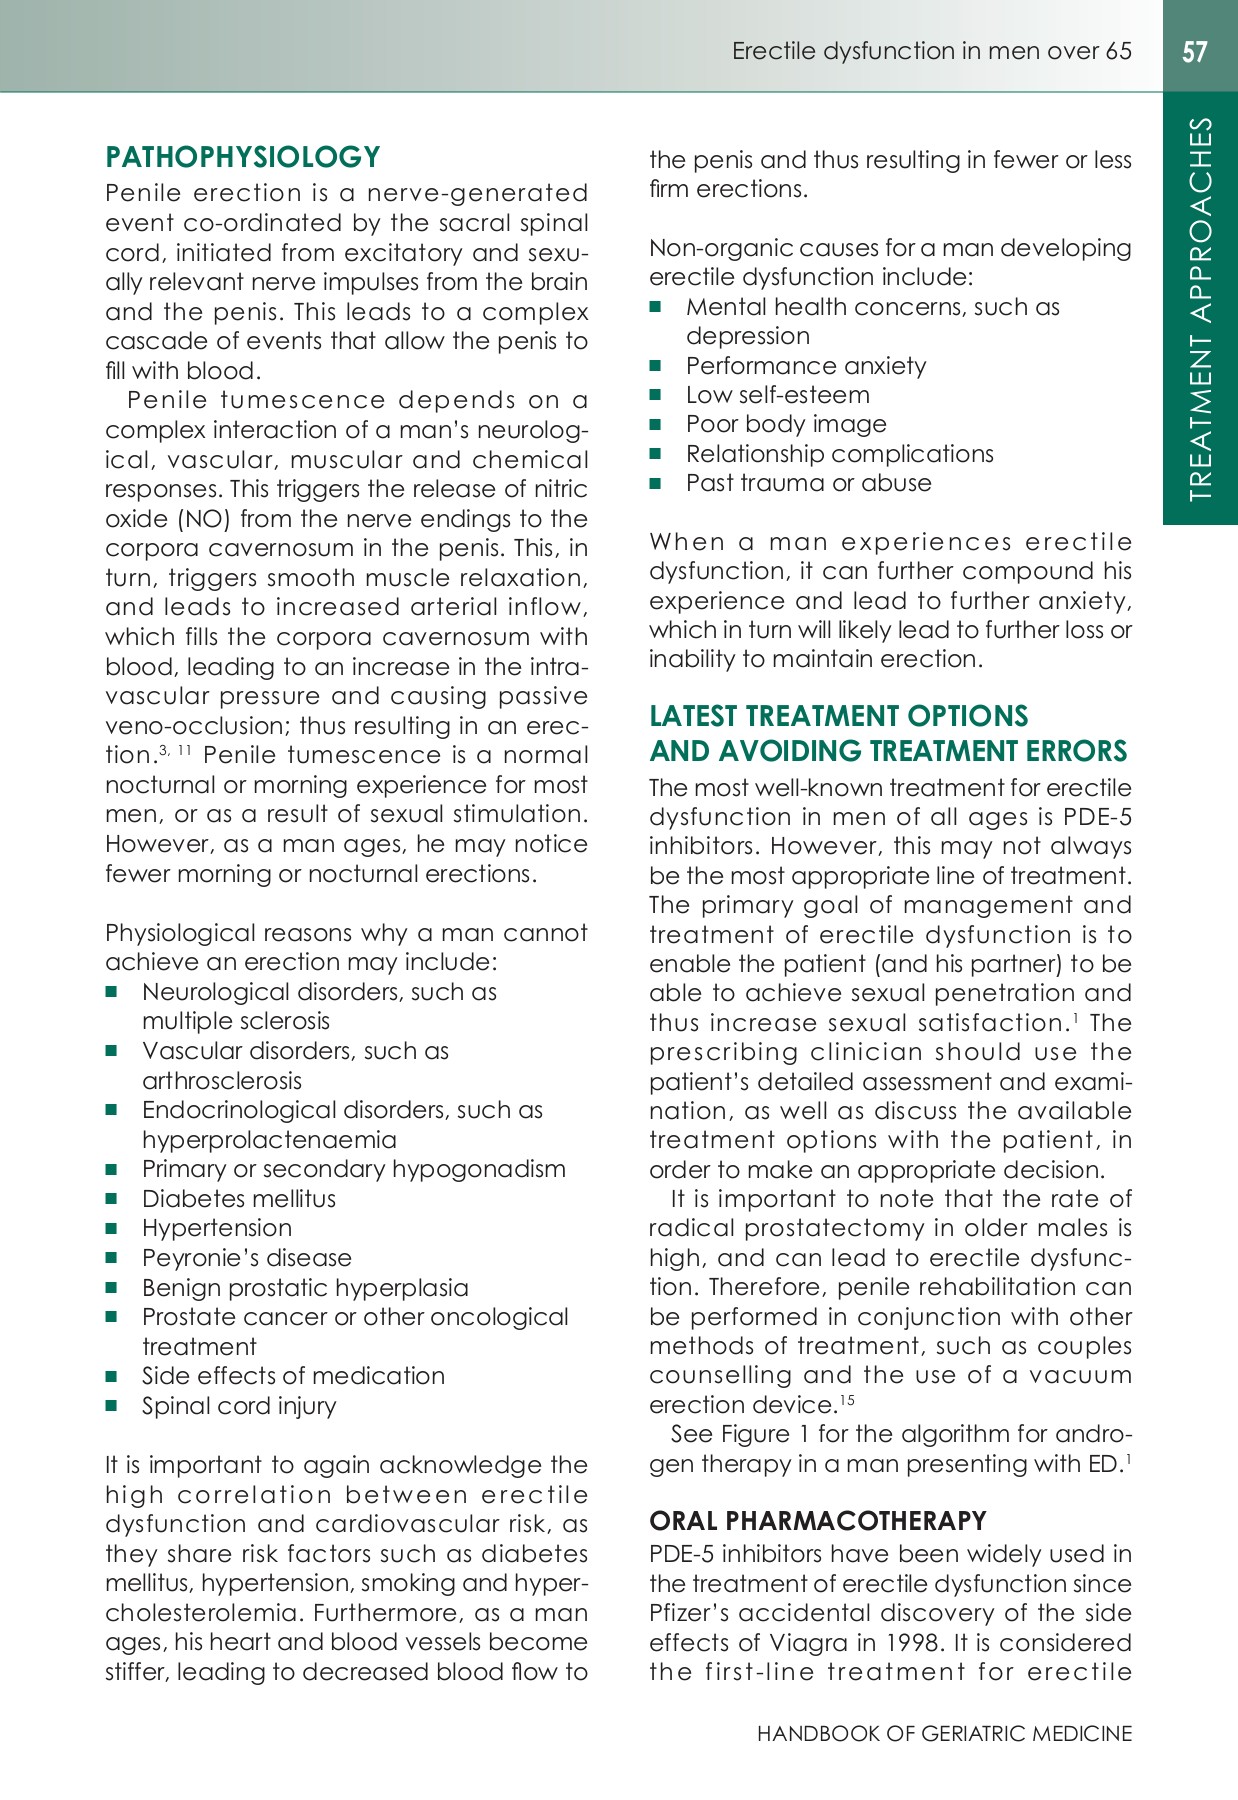 Erectile dysfunction in men over 65
57
TREATMENT APPROACHES
PATHOPHYSIOLOGY
Penile erection is a nerve-generated
event co-ordinated by the sacral spinal
cord, initiated from excitatory and sexu-
ally relevant nerve impulses from the brain
and the penis. This leads to a complex
cascade of events that allow the penis to
fill with blood.
Penile tumescence depends on a
complex interaction of a man’s neurolog-
ical, vascular, muscular and chemical
responses. This triggers the release of nitric
oxide (NO) from the nerve endings to the
corpora cavernosum in the penis. This, in
turn, triggers smooth muscle relaxation,
and leads to increased arterial inflow,
which fills the corpora cavernosum with
blood, leading to an increase in the intra-
vascular pressure and causing passive
veno-occlusion; thus resulting in an erec-
tion.3, 11 Penile tumescence is a normal
nocturnal or morning experience for most
men, or as a result of sexual stimulation.
However, as a man ages, he may notice
fewer morning or nocturnal erections.
Physiological reasons why a man cannot
achieve an erection may include:
■ Neurological disorders, such as
multiple sclerosis
■ Vascular disorders, such as
arthrosclerosis
■ Endocrinological disorders, such as
hyperprolactenaemia
■ Primary or secondary hypogonadism
■ Diabetes mellitus
■ Hypertension
■ Peyronie’s disease
■ Benign prostatic hyperplasia
■ Prostate cancer or other oncological
treatment
■ Side effects of medication
■ Spinal cord injury
It is important to again acknowledge the
high correlation between erectile
dysfunction and cardiovascular risk, as
they share risk factors such as diabetes
mellitus, hypertension, smoking and hyper-
cholesterolemia. Furthermore, as a man
ages, his heart and blood vessels become
stiffer, leading to decreased blood flow to
the penis and thus resulting in fewer or less
firm erections.
Non-organic causes for a man developing
erectile dysfunction include:
■ Mental health concerns, such as
depression
■ Performance anxiety
■ Low self-esteem
■ Poor body image
■ Relationship complications
■ Past trauma or abuse
When a man experiences erectile
dysfunction, it can further compound his
experience and lead to further anxiety,
which in turn will likely lead to further loss or
inability to maintain erection.
LATEST TREATMENT OPTIONS
AND AVOIDING TREATMENT ERRORS
The most well-known treatment for erectile
dysfunction in men of all ages is PDE-5
inhibitors. However, this may not always
be the most appropriate line of treatment.
The primary goal of management and
treatment of erectile dysfunction is to
enable the patient (and his partner) to be
able to achieve sexual penetration and
thus increase sexual satisfaction.1 The
prescribing clinician should use the
patient’s detailed assessment and exami-
nation, as well as discuss the available
treatment options with the patient, in
order to make an appropriate decision.
It is important to note that the rate of
radical prostatectomy in older males is
high, and can lead to erectile dysfunc-
tion. Therefore, penile rehabilitation can
be performed in conjunction with other
methods of treatment, such as couples
counselling and the use of a vacuum
erection device.15
See Figure 1 for the algorithm for andro-
gen therapy in a man presenting with ED.1
ORAL PHARMACOTHERAPY
PDE-5 inhibitors have been widely used in
the treatment of erectile dysfunction since
Pfizer’s accidental discovery of the side
effects of Viagra in 1998. It is considered
the first-line treatment for erectile
HANDBOOK OF GERIATRIC MEDICINE